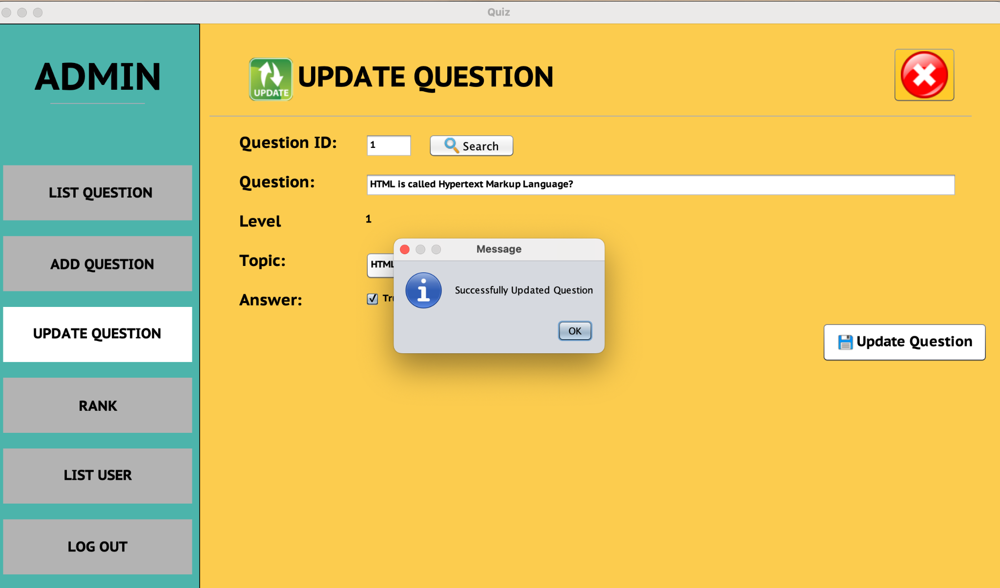 Quiz
ADMIN
LIST QUESTION
ADD QUESTION
UPDATE QUESTION
RANK
LIST USER
LOG OUT
UPDATE
UPDATE QUESTION
Question ID:
1
Search
Question:
HTML is called Hypertext Markup Language?
Level
1
Topic:
HTML
Answer:
Message
Successfully Updated Question
OK
Update Question